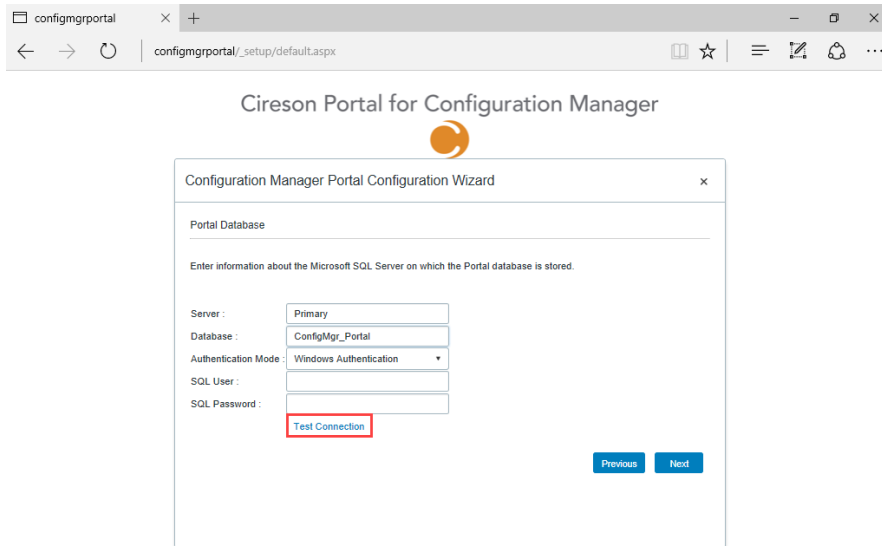 configmgrportal
configmgrportal/_setup/default.aspx
Cireson Portal for Configuration Manager
Configuration Manager Portal Configuration Wizard
Portal Database
Enter information about the Microsoft SQL Server on which the Portal database is stored.
Server : Primary
Database : ConfigMgr_Portal
Authentication Mode : Windows Authentication
SQL User :
SQL Password :
Test Connection
Previous Next